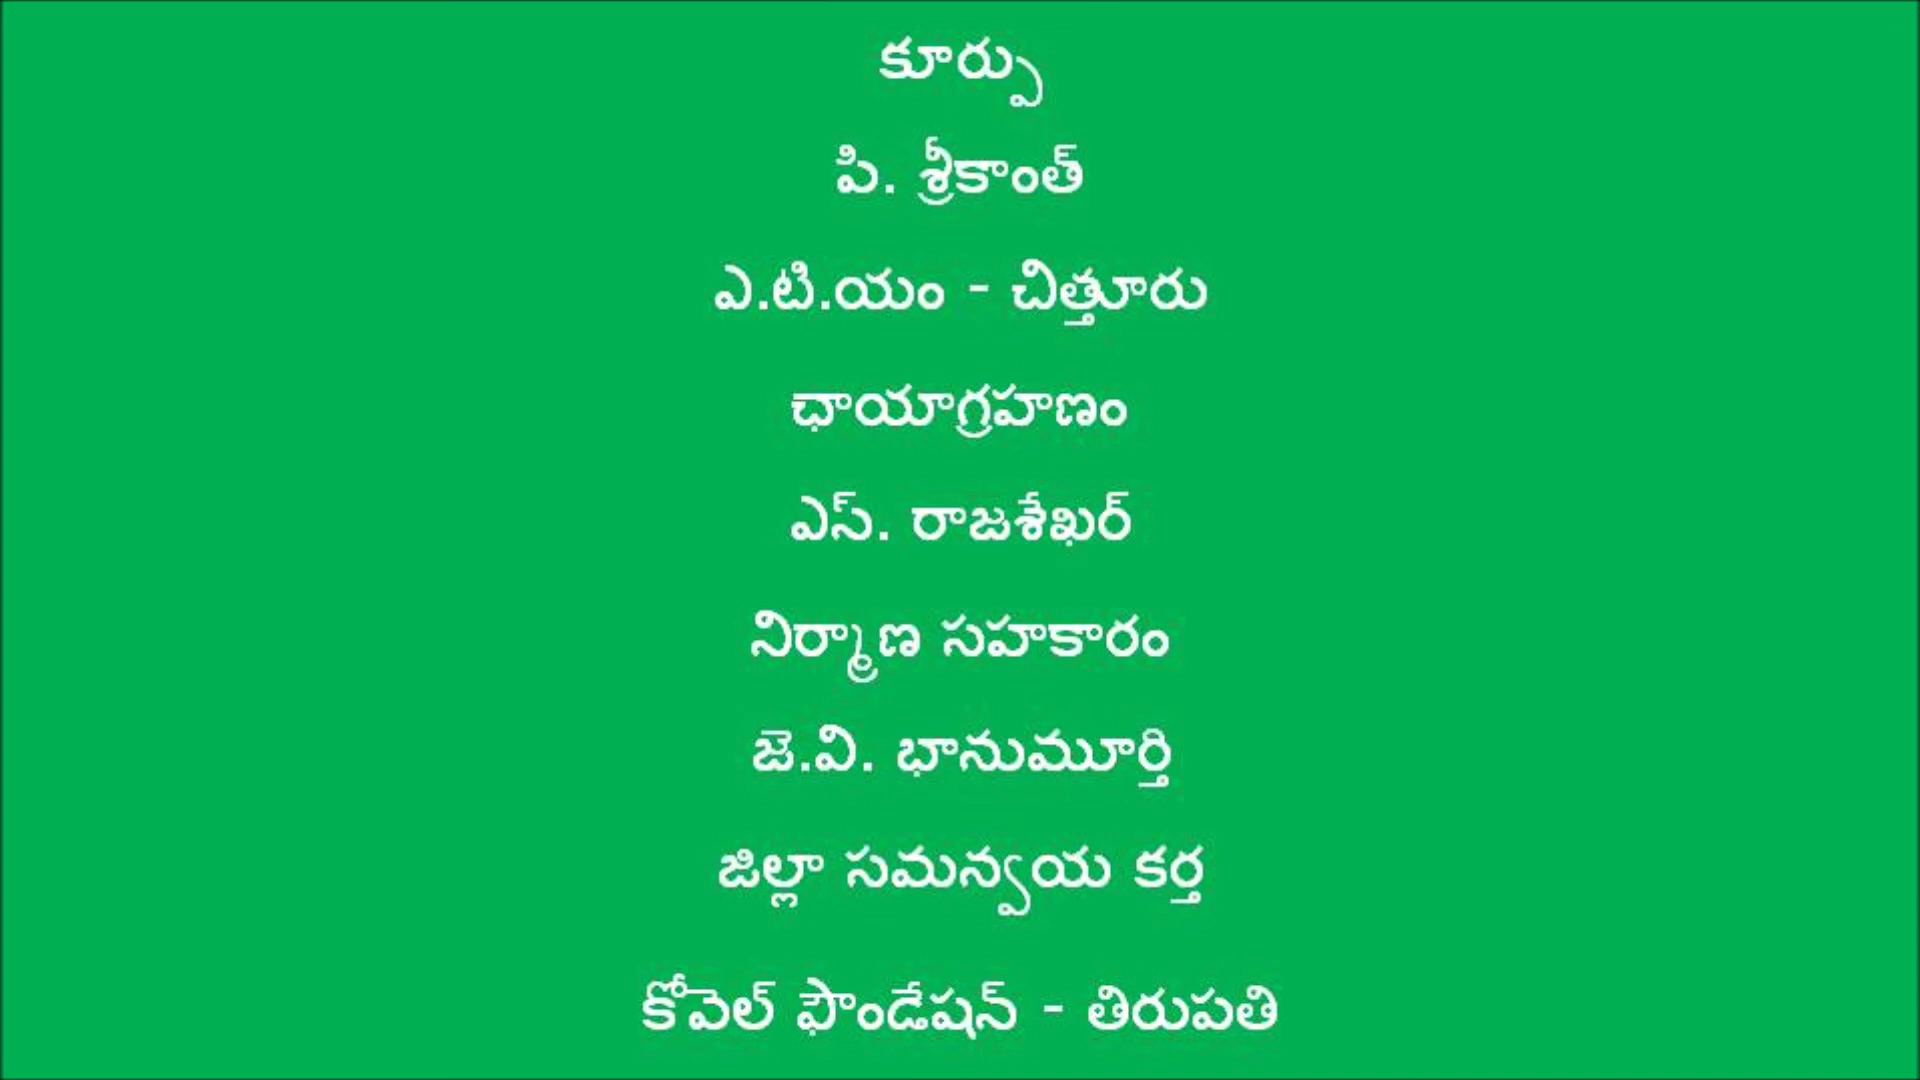 కూర్పు
పి. శ్రీకాంత్
ఎ.టి.యం - చిత్తూరు
ఛాయాగ్రహణం
ఎస్. రాజశేఖర్
నిర్మాణ సహకారం
జె.వి. భానుమూర్తి
జిల్లా సమన్వయ కర్త
కోవెల్ ఫౌండేషన్ - తిరుపతి